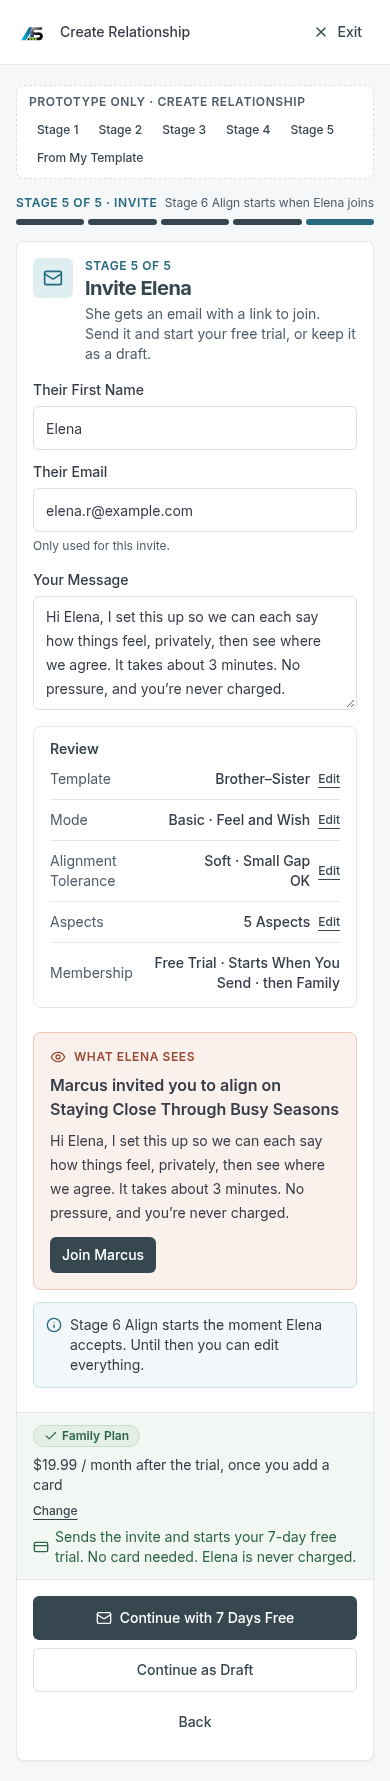 Create Relationship
Exit
PROTOTYPE ONLY · CREATE RELATIONSHIP
Stage 1 Stage 2 Stage 3 Stage 4 Stage 5
From My Template
STAGE 5 OF 5 · INVITE Stage 6 Align starts when Elena joins
STAGE 5 OF 5
Invite Elena
She gets an email with a link to join.
Send it and start your free trial, or keep it
as a draft.
Their First Name
Elena
Their Email
elena.r@example.com
Only used for this invite.
Your Message
Hi Elena, I set this up so we can each say
how things feel, privately, then see where
we agree. It takes about 3 minutes. No
pressure, and you’re never charged.
Review
Template Brother–Sister Edit
Mode Basic · Feel and Wish Edit
Alignment Soft · Small Gap
Tolerance OK Edit
Aspects 5 Aspects Edit
Membership Free Trial · Starts When You
Send · then Family
WHAT ELENA SEES
Marcus invited you to align on
Staying Close Through Busy Seasons
Hi Elena, I set this up so we can each say
how things feel, privately, then see where
we agree. It takes about 3 minutes. No
pressure, and you’re never charged.
Join Marcus
Stage 6 Align starts the moment Elena
accepts. Until then you can edit
everything.
Family Plan
$19.99 / month after the trial, once you add a
card
Change
Sends the invite and starts your 7-day free
trial. No card needed. Elena is never charged.
Continue with 7 Days Free
Continue as Draft
Back